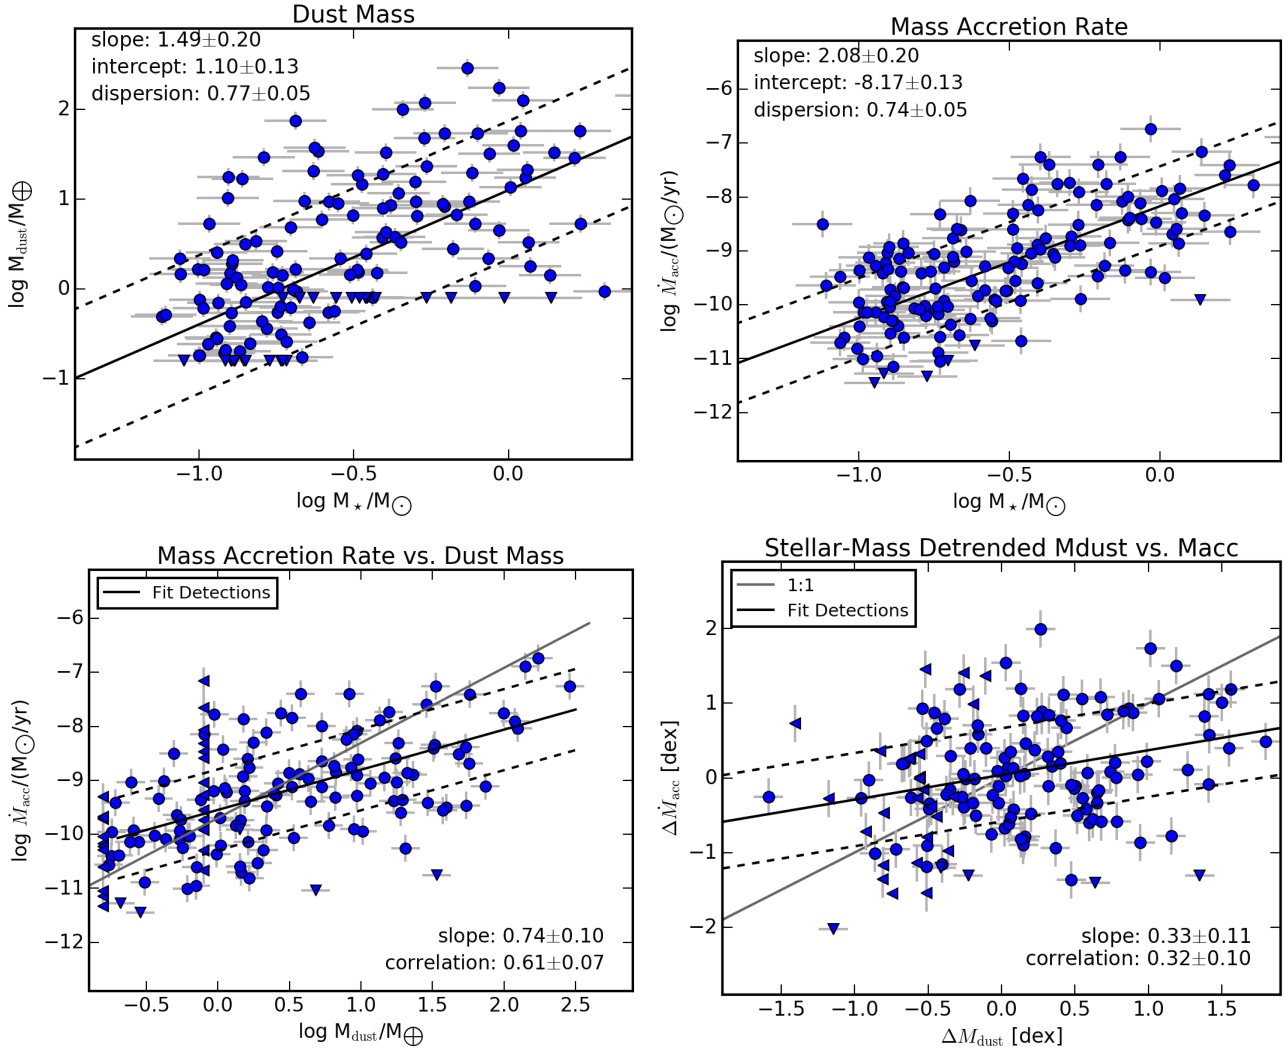 Dust Mass
slope: 1.49±0.20
intercept: 1.10±0.13
dispersion: 0.77±0.05
log M_dust/M⨁
2
1
0
−1
−1.0
−0.5
0.0
log M⋆/M⨀
Mass Accretion Rate
slope: 2.08±0.20
intercept: -8.17±0.13
dispersion: 0.74±0.05
log Ṁ_acc/(M⨀/yr)
−6
−7
−8
−9
−10
−11
−12
−1.0
−0.5
0.0
log M⋆/M⨀
Mass Accretion Rate vs. Dust Mass
Fit Detections
log Ṁ_acc/(M⨀/yr)
−6
−7
−8
−9
−10
−11
−12
slope: 0.74±0.10
correlation: 0.61±0.07
−0.5
0.0
0.5
1.0
1.5
2.0
2.5
log M_dust/M⨁
Stellar-Mass Detrended Mdust vs. Macc
1:1
Fit Detections
ΔṀ_acc [dex]
2
1
0
−1
−2
slope: 0.33±0.11
correlation: 0.32±0.10
−1.5
−1.0
−0.5
0.0
0.5
1.0
1.5
ΔM_dust [dex]